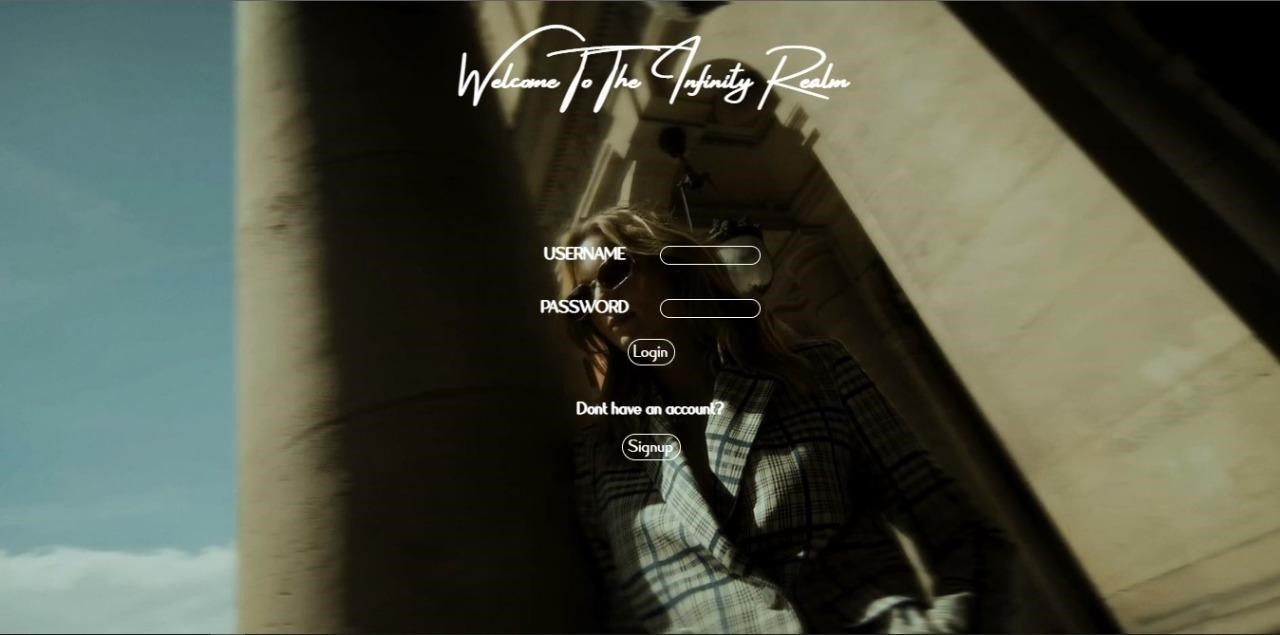 Welcome To The Infinity Realm
USERNAME
PASSWORD
Login
Dont have an account?
Signup